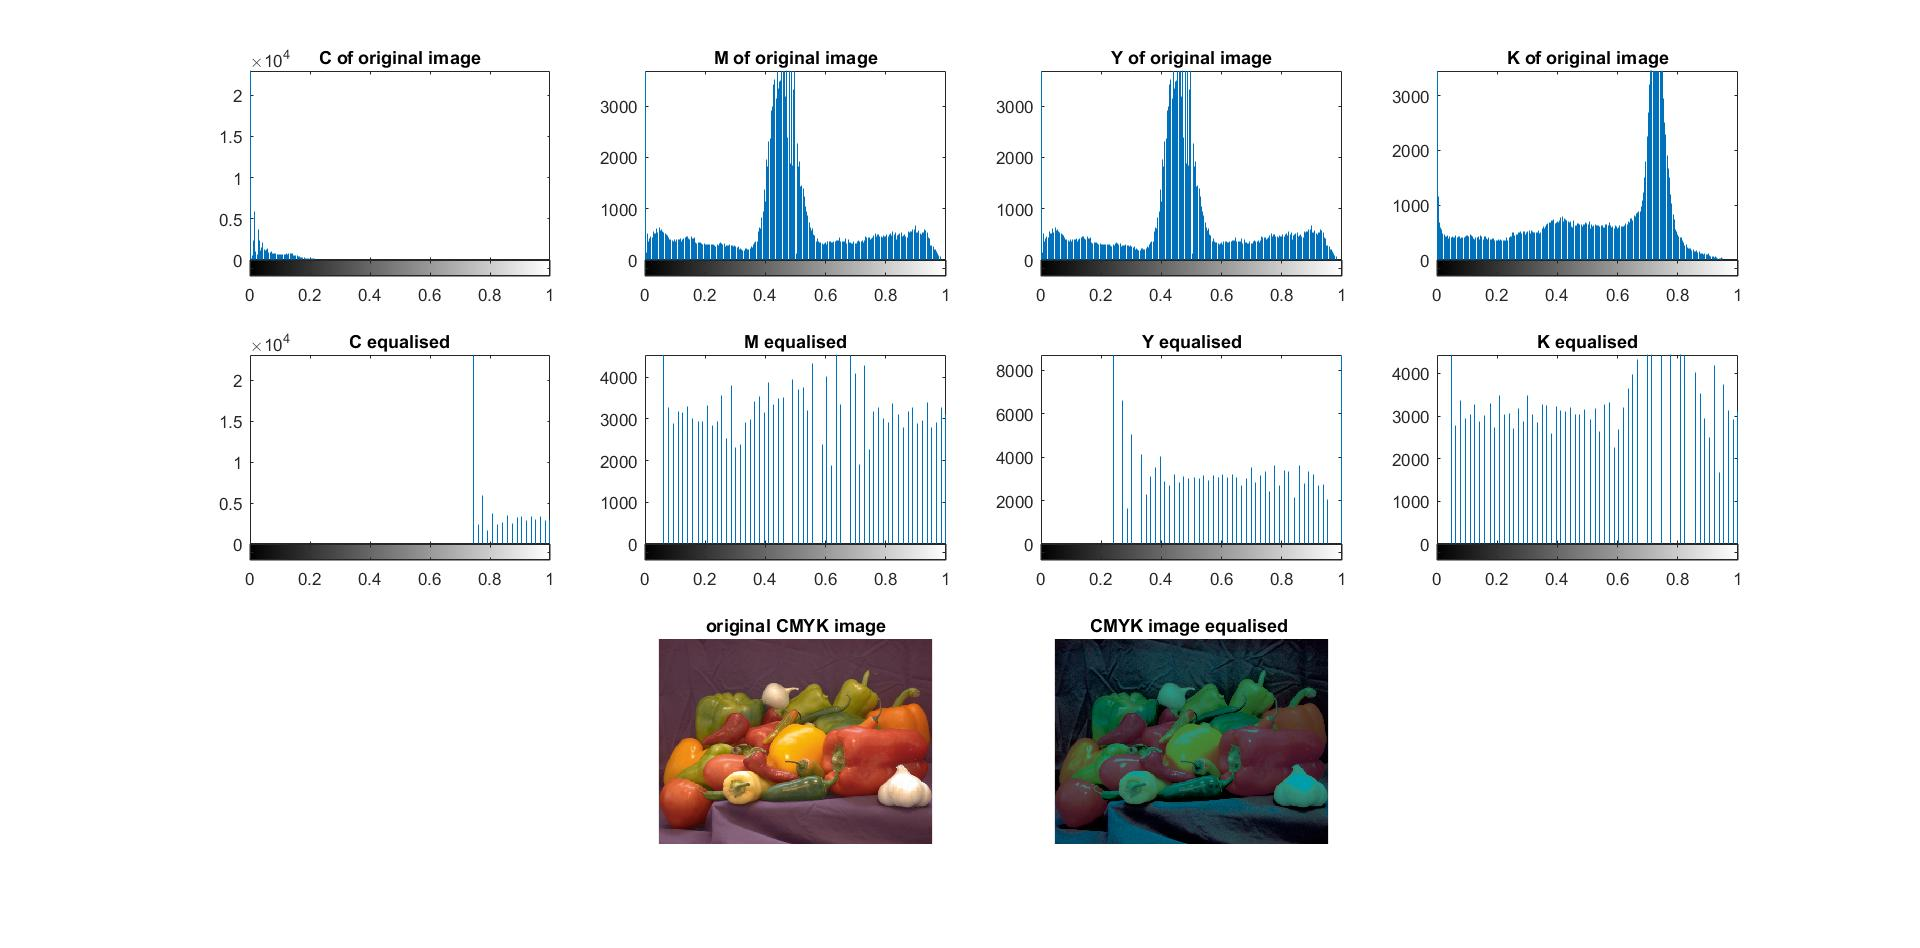 C of original image
M of original image
Y of original image
K of original image
×10⁴
2
1.5
1
0.5
0
0 0.2 0.4 0.6 0.8 1
3000
2000
1000
0
0 0.2 0.4 0.6 0.8 1
3000
2000
1000
0
0 0.2 0.4 0.6 0.8 1
3000
2000
1000
0
0 0.2 0.4 0.6 0.8 1
C equalised
M equalised
Y equalised
K equalised
×10⁴
2
1.5
1
0.5
0
0 0.2 0.4 0.6 0.8 1
4000
3000
2000
1000
0
0 0.2 0.4 0.6 0.8 1
8000
6000
4000
2000
0
0 0.2 0.4 0.6 0.8 1
4000
3000
2000
1000
0
0 0.2 0.4 0.6 0.8 1
original CMYK image
CMYK image equalised